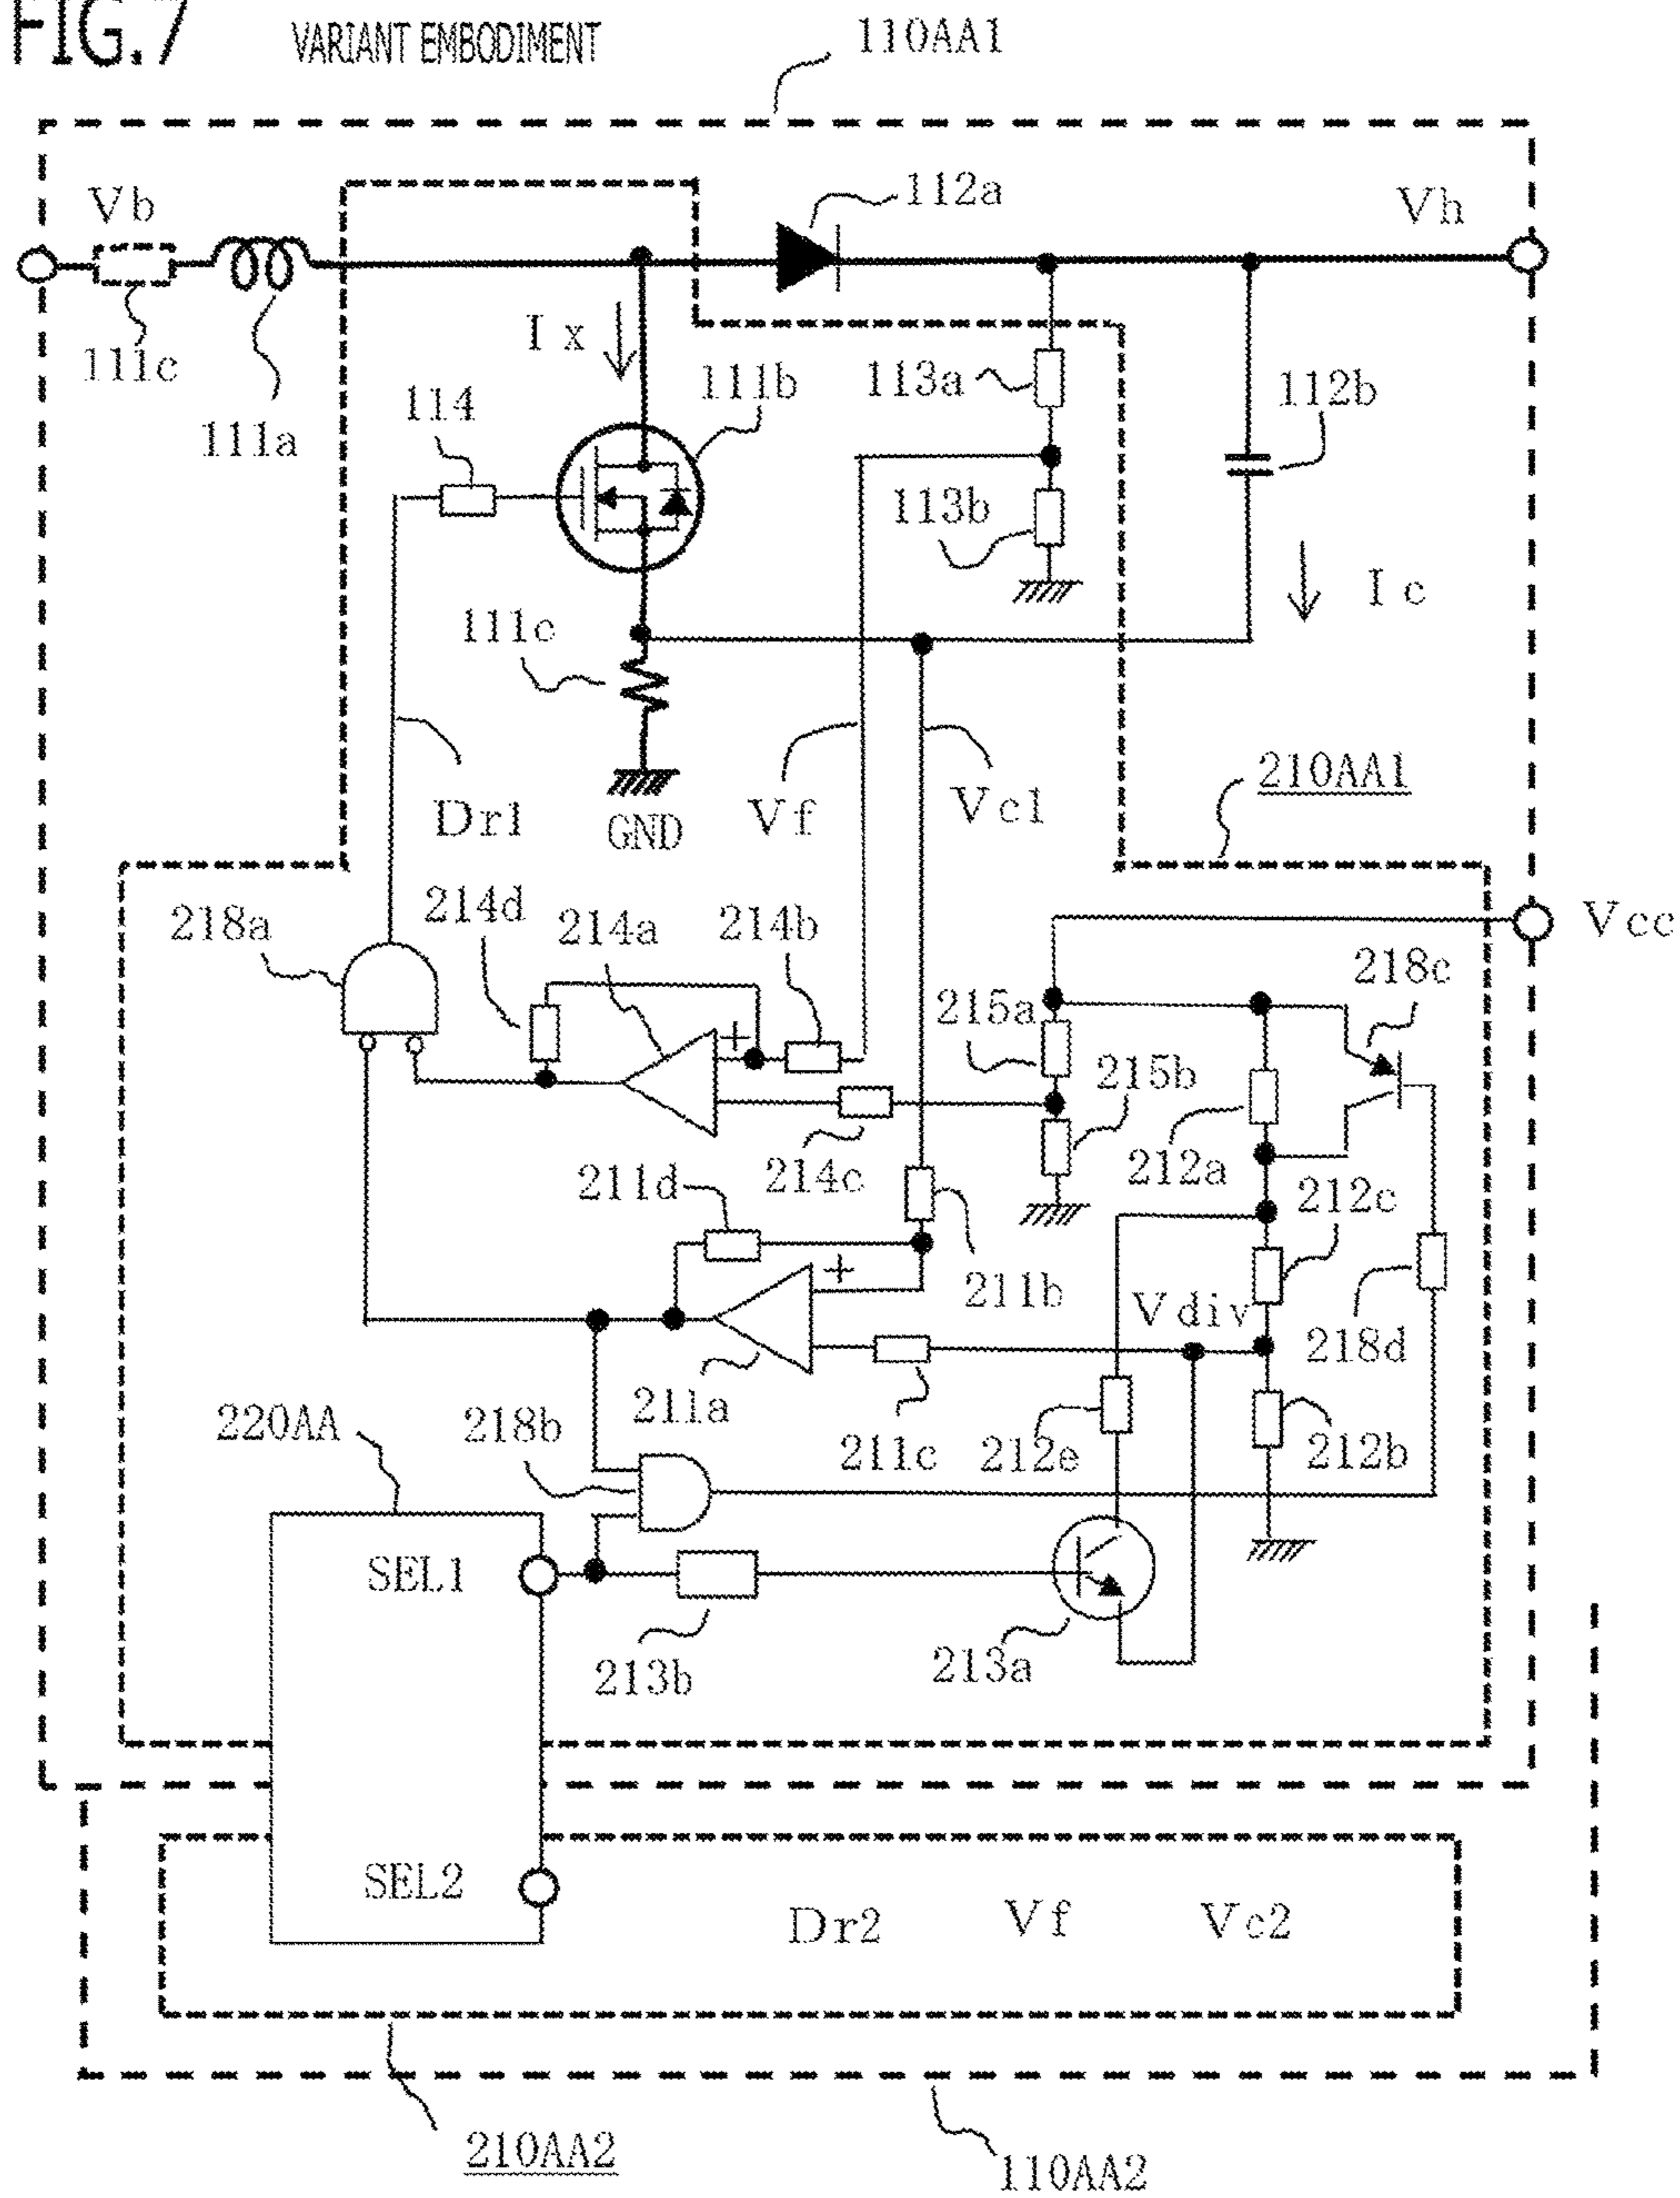 FIG.7 VARIANT EMBODIMENT
110AA1
Vb
112a
Vh
111c
111a
Ix
114
111b
113a
112b
113b
Ic
111c
Dr1
GND
Vf
Vc1
210AA1
218a
214d
214a
214b
Vcc
218c
215a
+
215b
212a
214c
211d
212c
+
211b
Vdiv
218d
211a
220AA
218b
211c
212e
212b
SEL1
213b
213a
SEL2
Dr2
Vf
Vc2
210AA2
110AA2